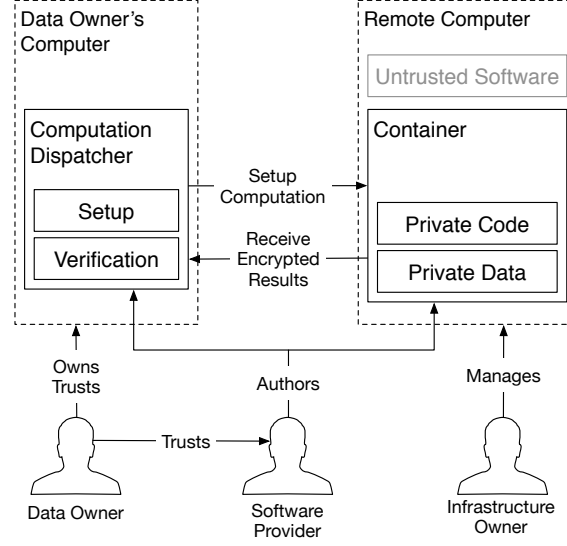 Data Owner's
Computer
Remote Computer
Untrusted Software
Computation
Dispatcher
Container
Setup
Verification
Setup
Computation
Receive
Encrypted
Results
Private Code
Private Data
Owns
Trusts
Authors
Manages
Trusts
Data Owner
Software
Provider
Infrastructure
Owner